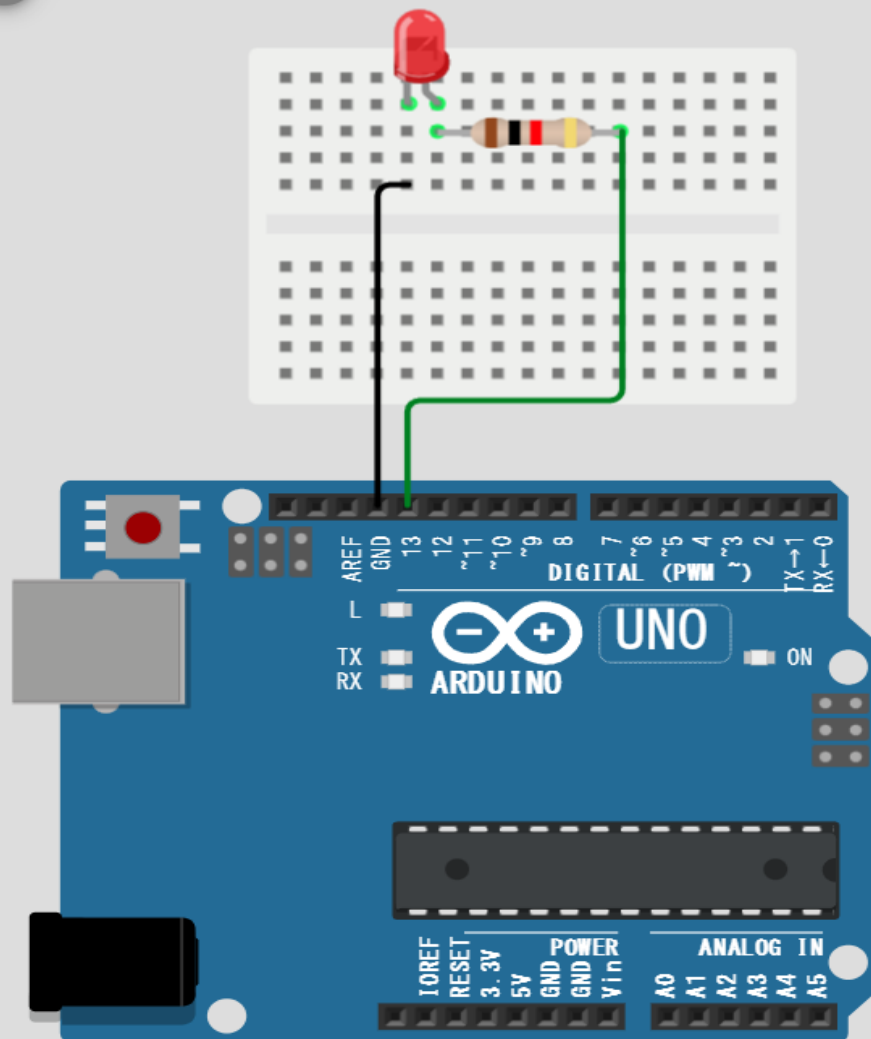 AREF
GND
13
12
~11
~10
~9
8
7
~6
~5
4
~3
2
TX→1
RX←0
DIGITAL (PWM ~)
L
TX
RX
UNO
ON
ARDUINO
POWER
ANALOG IN
IOREF
RESET
3.3V
5V
GND
GND
Vin
A0
A1
A2
A3
A4
A5